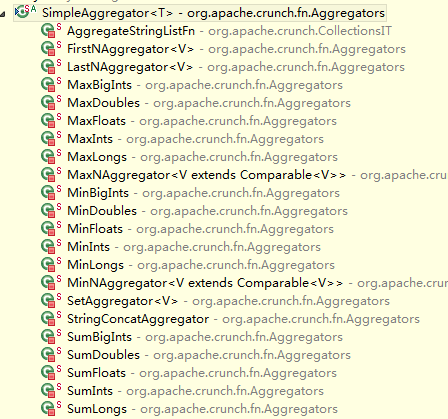 SimpleAggregator<T> - org.apache.crunch.fn.Aggregators
AggregateStringListFn - org.apache.crunch.CollectionsIT
FirstNAggregator<V> - org.apache.crunch.fn.Aggregators
LastNAggregator<V> - org.apache.crunch.fn.Aggregators
MaxBigInts - org.apache.crunch.fn.Aggregators
MaxDoubles - org.apache.crunch.fn.Aggregators
MaxFloats - org.apache.crunch.fn.Aggregators
MaxInts - org.apache.crunch.fn.Aggregators
MaxLongs - org.apache.crunch.fn.Aggregators
MaxNAggregator<V extends Comparable<V>> - org.apache.cru
MinBigInts - org.apache.crunch.fn.Aggregators
MinDoubles - org.apache.crunch.fn.Aggregators
MinFloats - org.apache.crunch.fn.Aggregators
MinInts - org.apache.crunch.fn.Aggregators
MinLongs - org.apache.crunch.fn.Aggregators
MinNAggregator<V extends Comparable<V>> - org.apache.crun
SetAggregator<V> - org.apache.crunch.fn.Aggregators
StringConcatAggregator - org.apache.crunch.fn.Aggregators
SumBigInts - org.apache.crunch.fn.Aggregators
SumDoubles - org.apache.crunch.fn.Aggregators
SumFloats - org.apache.crunch.fn.Aggregators
SumInts - org.apache.crunch.fn.Aggregators
SumLongs - org.apache.crunch.fn.Aggregators